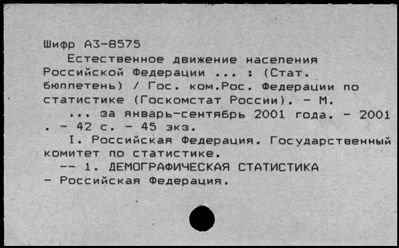 Шифр А3-8575
Естественное движение населения
Российской Федерации ... : (Стат.
бюллетень) / Гос. ком.Рос. Федерации по
статистике (Госкомстат России). - М.
... за январь-сентябрь 2001 года. - 2001
. - 42 с. - 45 экз.
I. Российская Федерация. Государственный
комитет по статистике.
-- 1. ДЕМОГРАФИЧЕСКАЯ СТАТИСТИКА
- Российская Федерация.